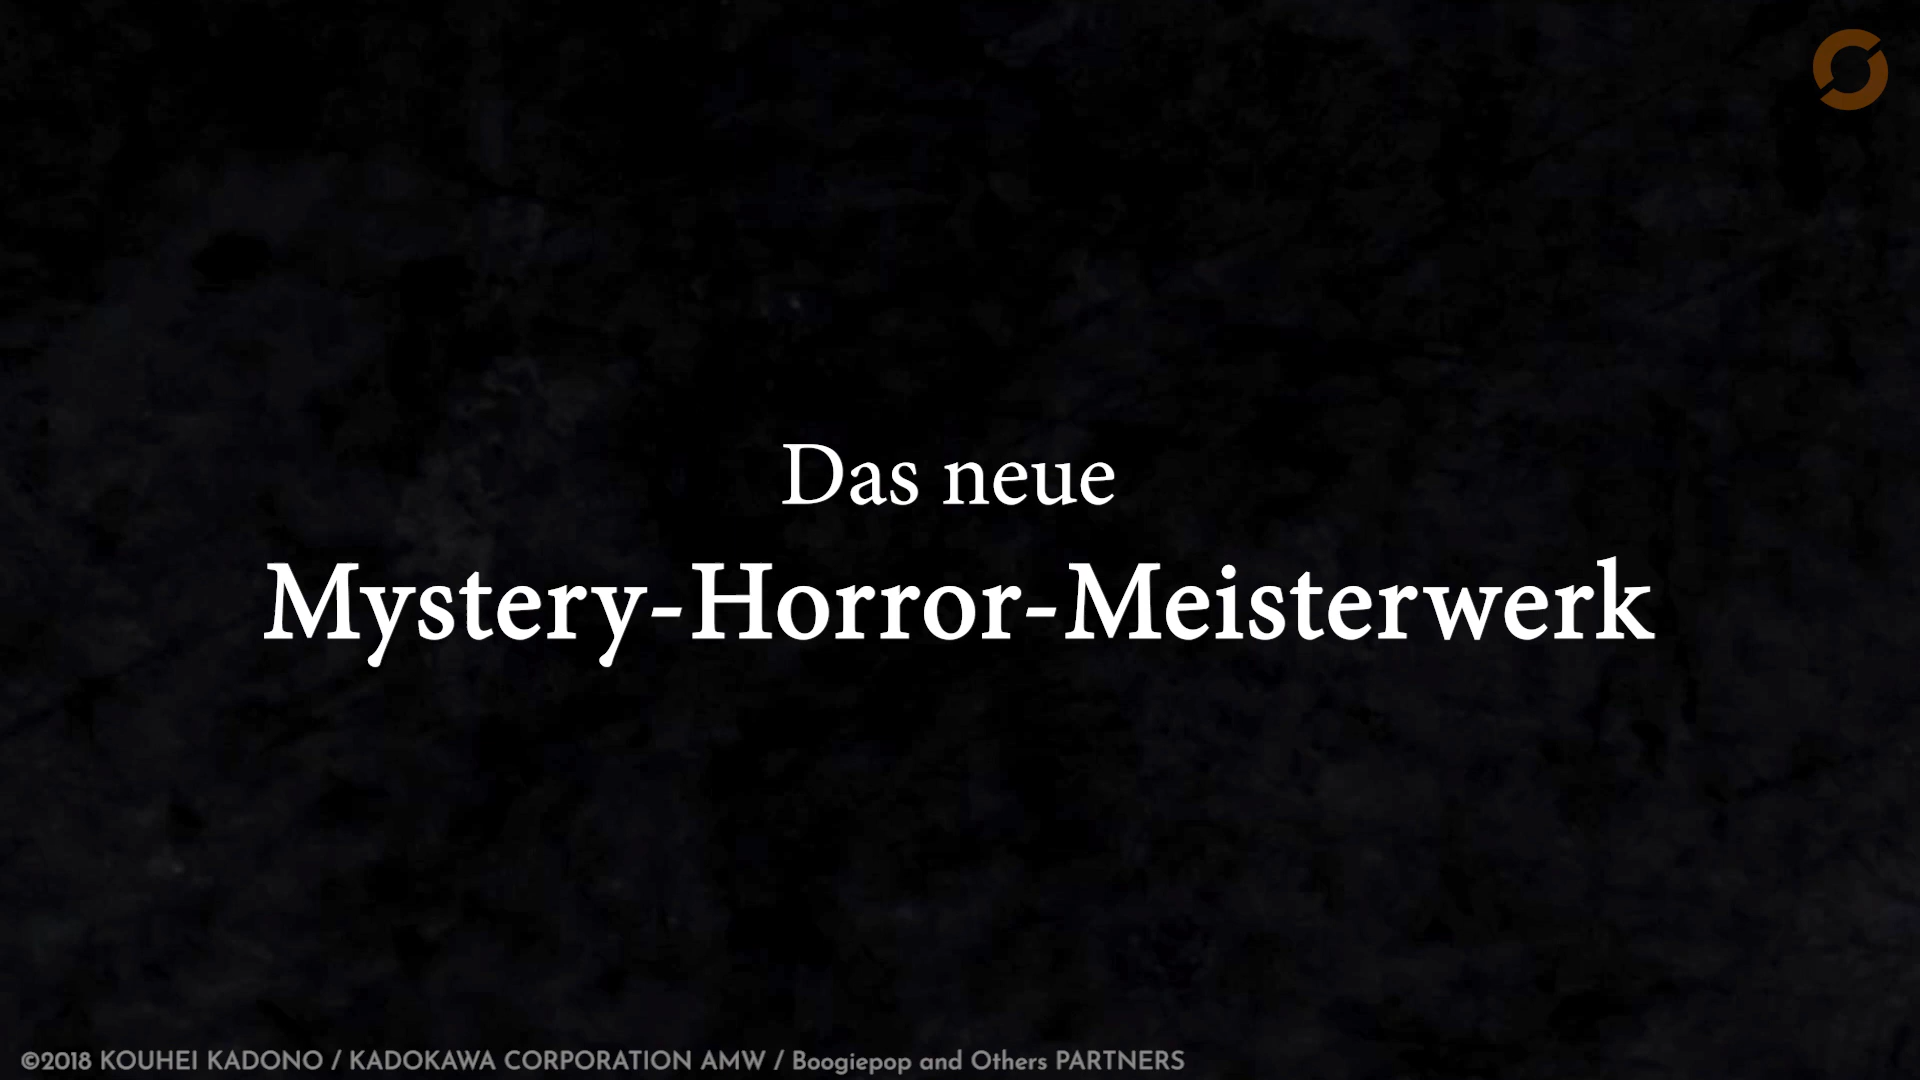 Das neue
Mystery-Horror-Meisterwerk
©2018 KOUHEI KADONO / KADOKAWA CORPORATION AMW / Boogiepop and Others PARTNERS